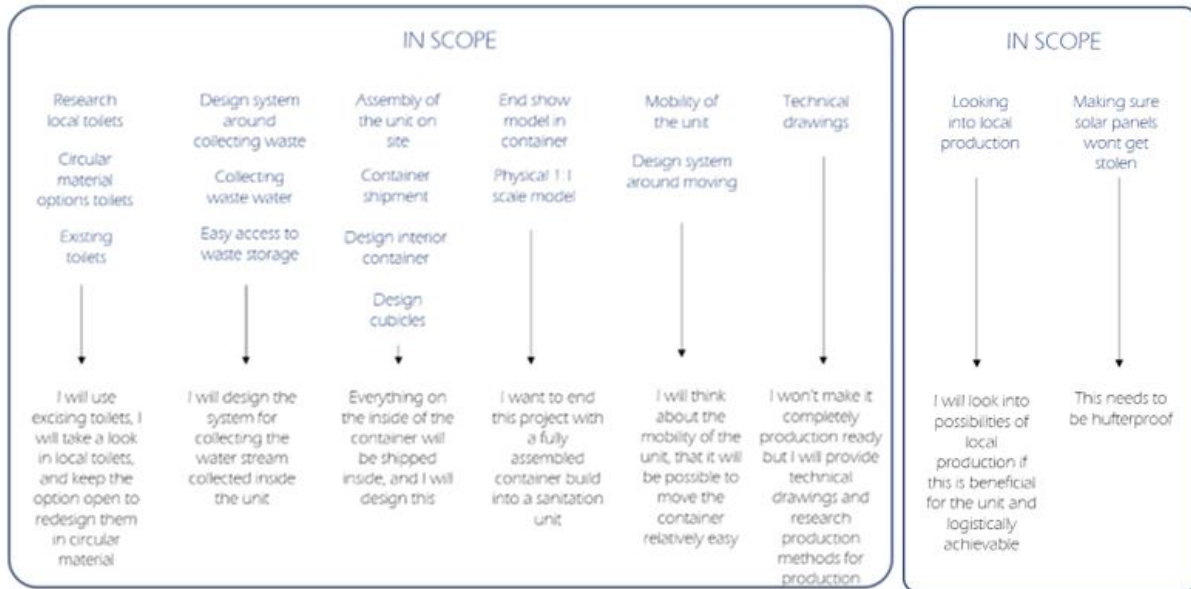 IN SCOPE
Research
local toilets
Circular
material
options toilets
Existing
toilets
I will use
excising toilets, I
will take a look
in local toilets,
and keep the
option open to
redesign them
in circular
material
Design system
around
collecting waste
Collecting
waste water
Easy access to
waste storage
I will design the
system for
collecting the
water stream
collected inside
the unit
Assembly of
the unit on
site
Container
shipment
Design interior
container
Design
cubicles
Everything on
the inside of the
container will
be shipped
inside, and I will
design this
End show
model in
container
Physical 1:1
scale model
I want to end
this project with
a fully
assembled
container build
into a sanitation
unit
Mobility of
the unit
Design system
around moving
I will think
about the
mobility of the
unit, that it will
be possible to
move the
container
relatively easy
Technical
drawings
I won't make it
completely
production ready
but I will provide
technical
drawings and
research
production
methods for
production
IN SCOPE
Looking
into local
production
I will look into
possibilities of
local
production if
this is beneficial
for the unit and
logistically
achievable
Making sure
solar panels
wont get
stolen
This needs to
be hufterproof